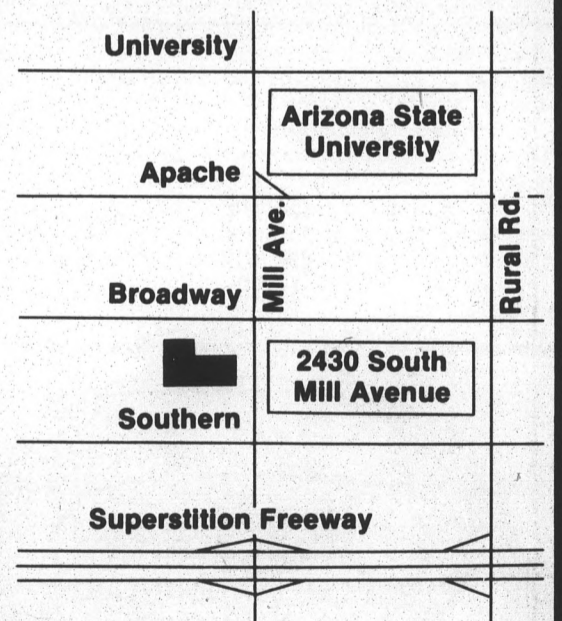 University
Arizona State
University
Apache
Mill Ave.
Rural Rd.
Broadway
2430 South
Mill Avenue
Southern
Superstition Freeway